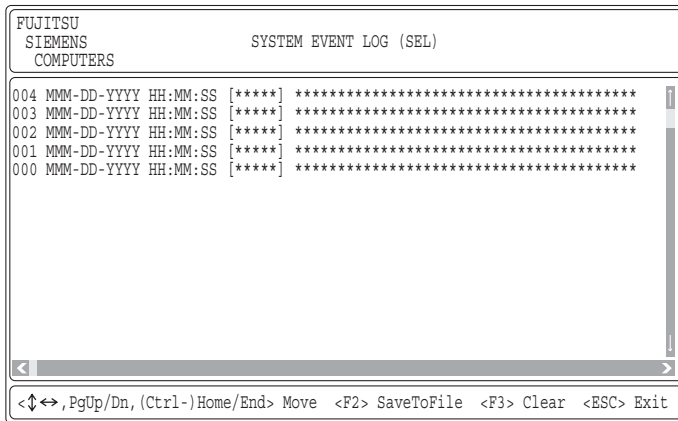 FUJITSU
SIEMENS
COMPUTERS
SYSTEM EVENT LOG (SEL)
004 MMM-DD-YYYY HH:MM:SS [*****] ****************************************
003 MMM-DD-YYYY HH:MM:SS [*****] ****************************************
002 MMM-DD-YYYY HH:MM:SS [*****] ****************************************
001 MMM-DD-YYYY HH:MM:SS [*****] ****************************************
000 MMM-DD-YYYY HH:MM:SS [*****] ****************************************
<↕↔,PgUp/Dn,(Ctrl-)Home/End> Move <F2> SaveToFile <F3> Clear <ESC> Exit